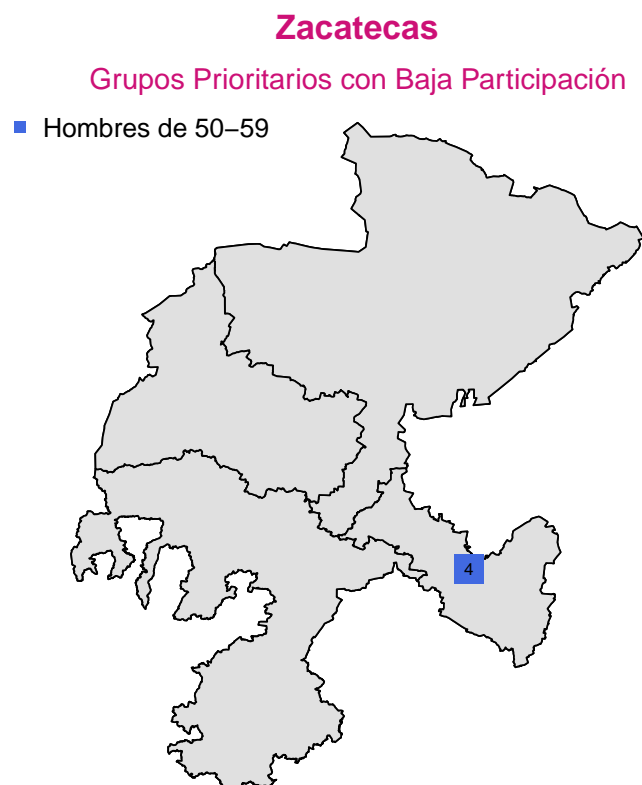 Zacatecas
Grupos Prioritarios con Baja Participación
Hombres de 50−59
4